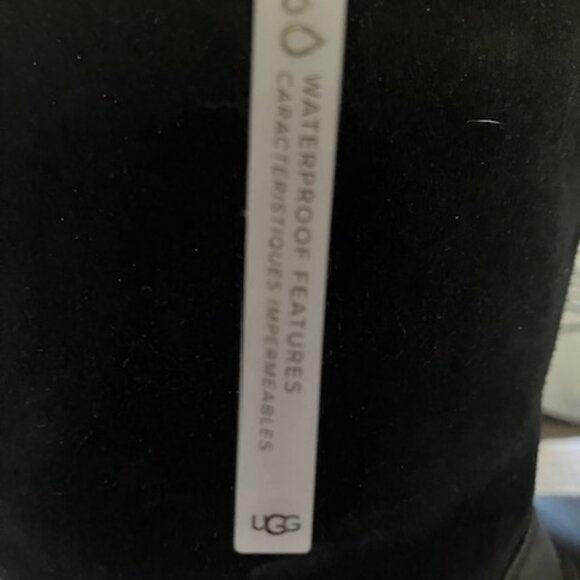 WATERPROOF FEATURES
CARACTERISTIQUES IMPERMEABLES
UGG